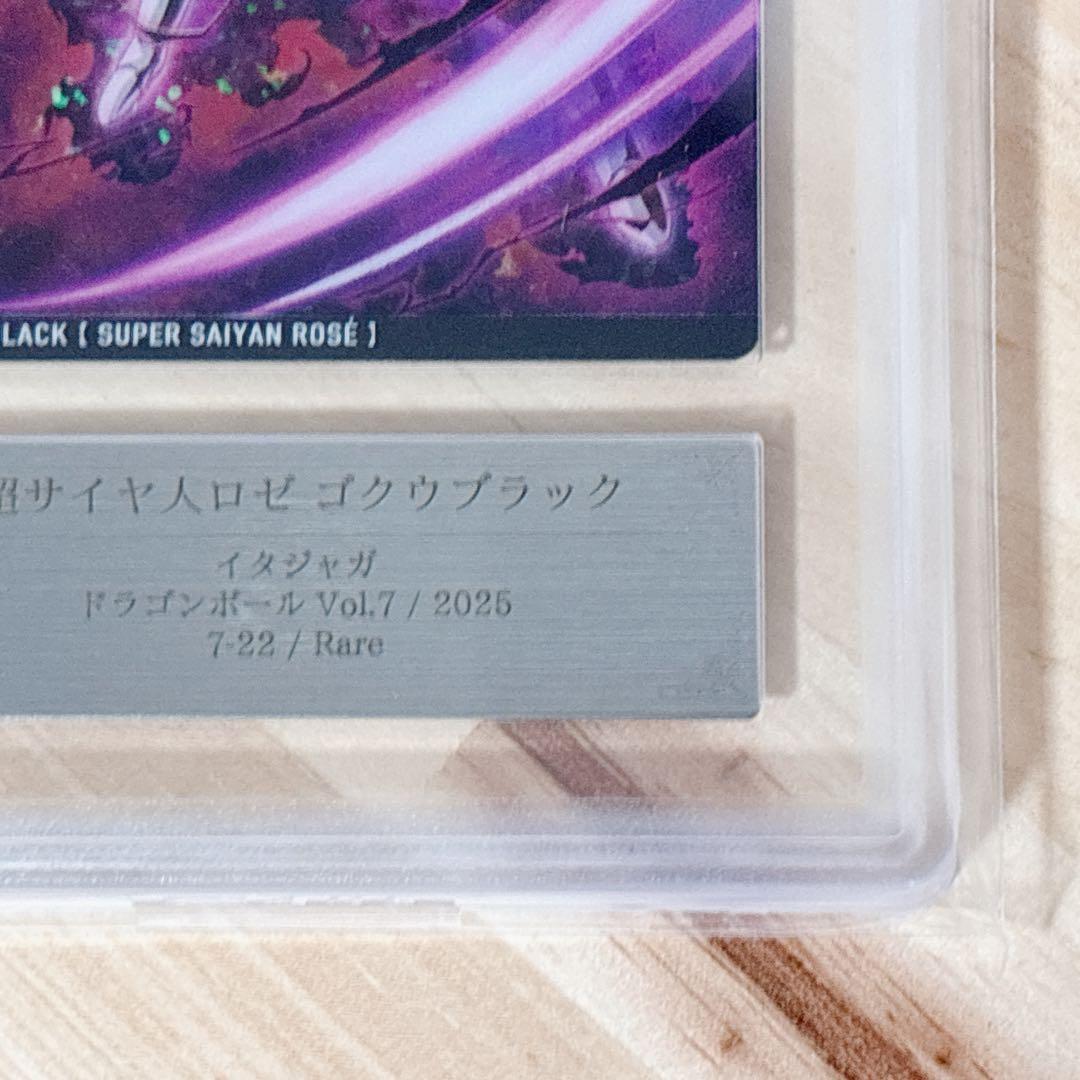 LACK [ SUPER SAIYAN ROSÉ ]
超サイヤ人ロゼ ゴクウブラック
イタジャガ
ドラゴンボール Vol.7 / 2025
7-22 / Rare